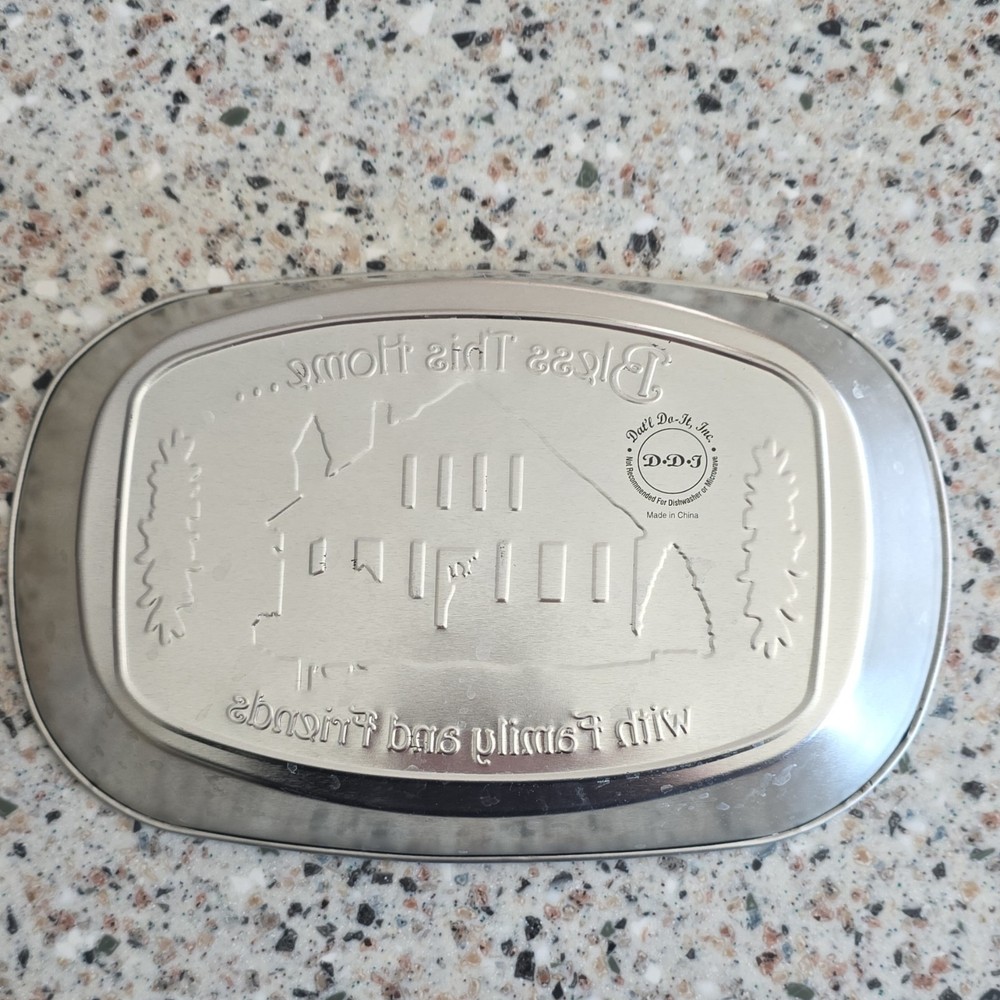 Bless This Home...
Dat'l Do-It, Inc.
D·D·I
Not Recommended For Dishwasher or Microwave
Made in China
with Family and Friends